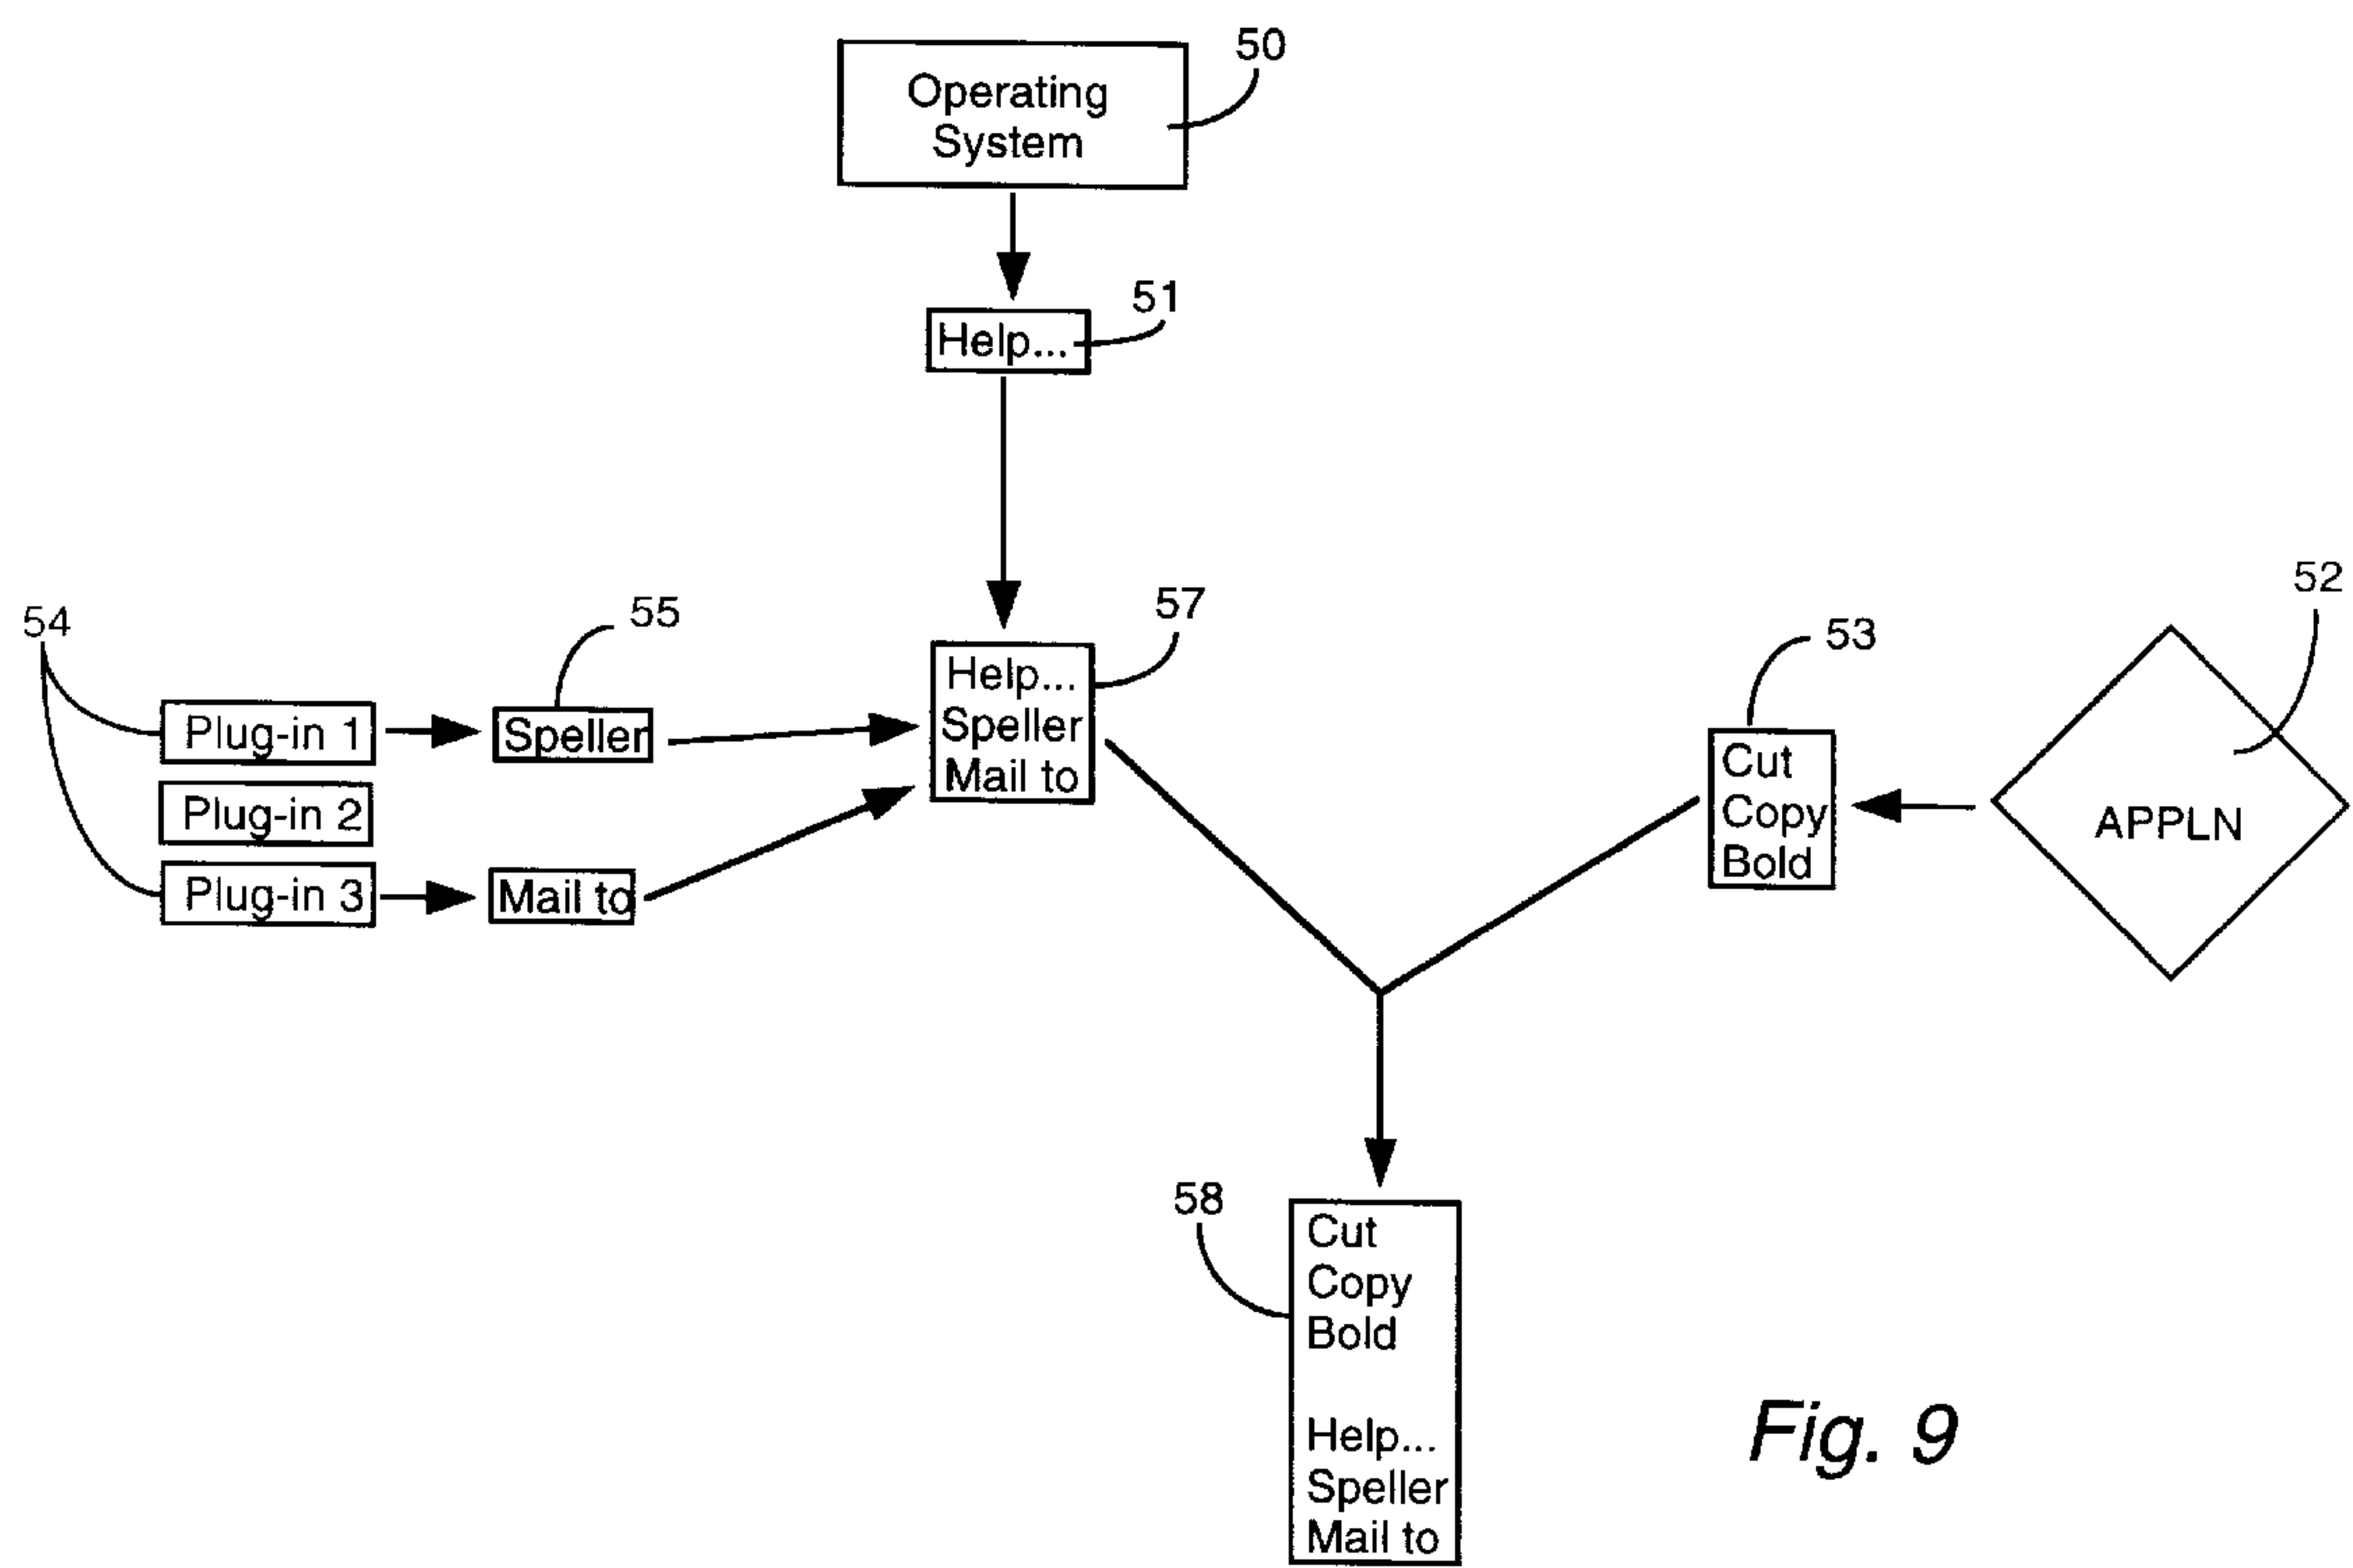 50
Operating
System
51
Help...
54
55
57
53
52
Plug-in 1
Speller
Plug-in 2
Plug-in 3
Mail to
Help...
Speller
Mail to
Cut
Copy
Bold
APPLN
58
Cut
Copy
Bold
Help...
Speller
Mail to
Fig. 9